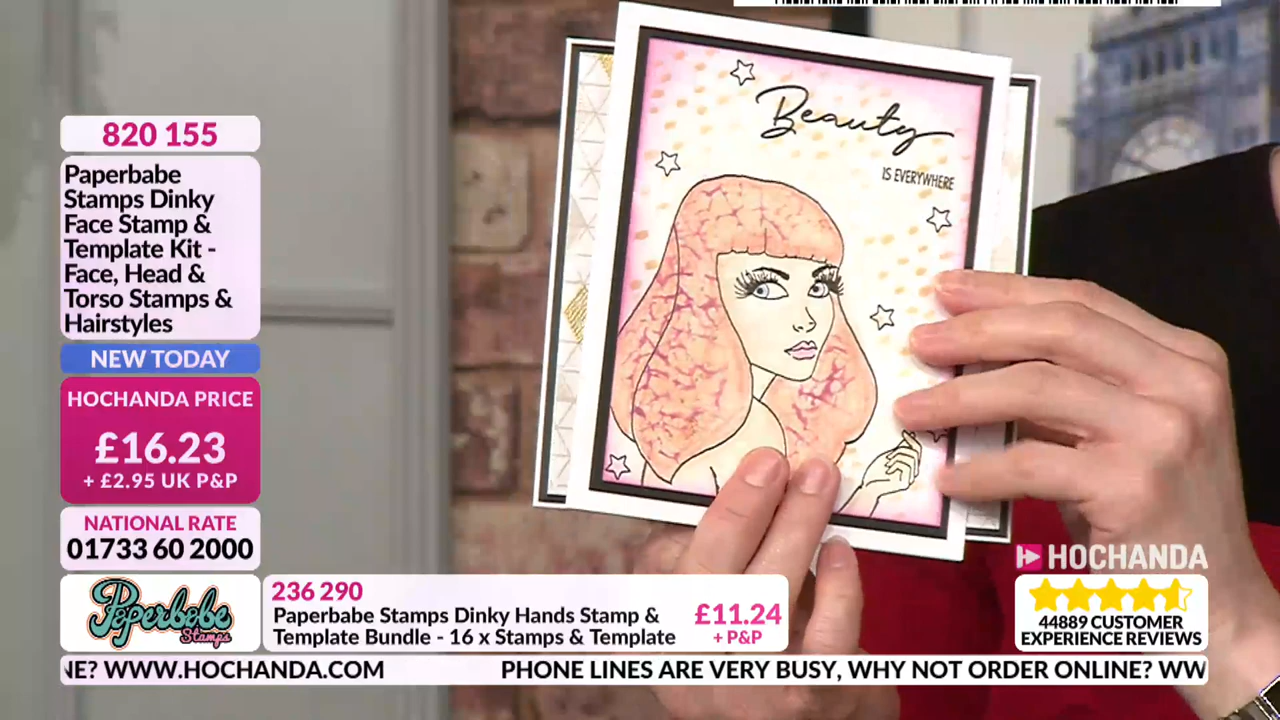 Beauty
IS EVERYWHERE
820 155
Paperbabe
Stamps Dinky
Face Stamp &
Template Kit -
Face, Head &
Torso Stamps &
Hairstyles
NEW TODAY
HOCHANDA PRICE
£16.23
+ £2.95 UK P&P
NATIONAL RATE
01733 60 2000
Paperbabe
Stamps
236 290
Paperbabe Stamps Dinky Hands Stamp &
Template Bundle - 16 x Stamps & Template
£11.24
+ P&P
HOCHANDA
44889 CUSTOMER
EXPERIENCE REVIEWS
NE? WWW.HOCHANDA.COM PHONE LINES ARE VERY BUSY, WHY NOT ORDER ONLINE? WW